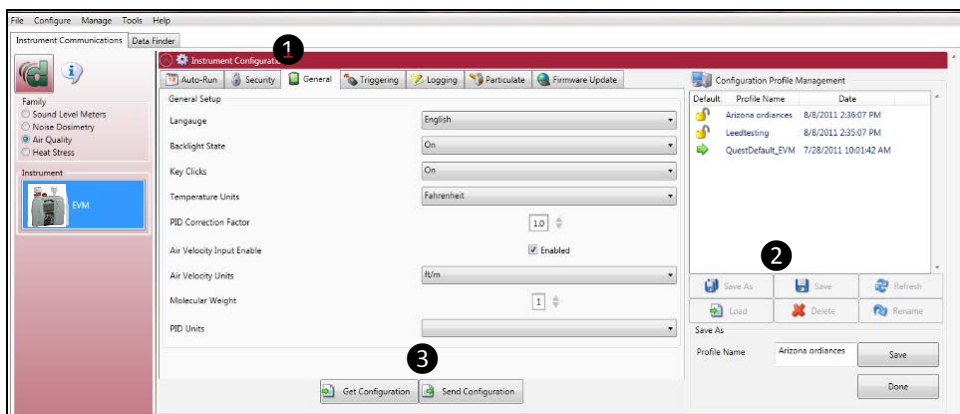 File Configure Manage Tools Help
Instrument Communications Data Finder
1
Instrument Configuratio
Auto-Run Security General Triggering Logging Particulate Firmware Update
Configuration Profile Management
General Setup
Default Profile Name Date
Family
Sound Level Meters
Noise Dosimetry
Air Quality
Heat Stress
Instrument
EVM
Langauge English
Backlight State On
Key Clicks On
Temperature Units Fahrenheit
PID Correction Factor 1.0
Air Velocity Input Enable Enabled
Air Velocity Units ft/m
Molecular Weight 1
PID Units
3
Get Configuration Send Configuration
Arizona ordiances 8/8/2011 2:36:07 PM
Leedtesting 8/8/2011 2:35:07 PM
QuestDefault_EVM 7/28/2011 10:01:42 AM
2
Save As Save Refresh
Load Delete Rename
Save As
Profile Name Arizona ordiances Save
Done